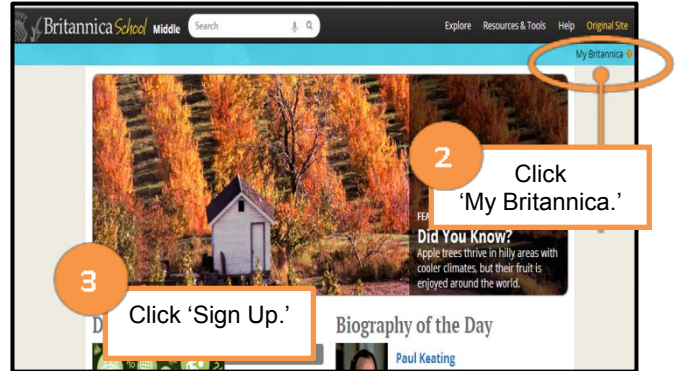 Britannica School Middle Search Explore Resources & Tools Help Original Site
My Britannica
2
Click
'My Britannica.'
Did You Know?
Apple trees thrive in hilly areas with
cooler climates, but their fruit is
enjoyed around the world.
3
Click 'Sign Up.'
Biography of the Day
Paul Keating